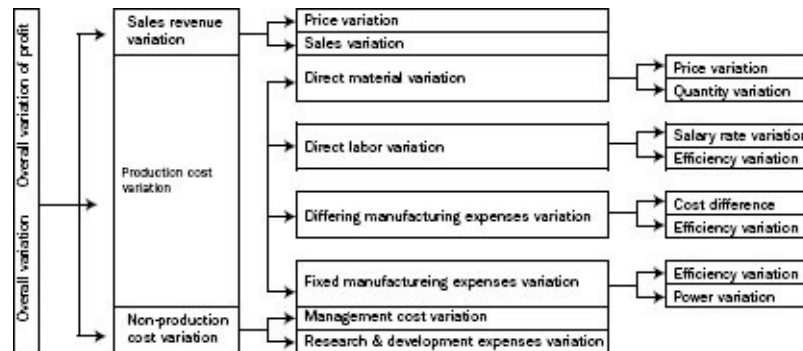 Overall variation Overall variation of profit
Sales revenue
variation
Price variation
Sales variation
Production cost
variation
Direct material variation
Price variation
Quantity variation
Direct labor variation
Salary rate variation
Efficiency variation
Differing manufacturing expenses variation
Cost difference
Efficiency variation
Fixed manufactureing expenses variation
Efficiency variation
Power variation
Non-production
cost variation
Management cost variation
Research & development expenses variation